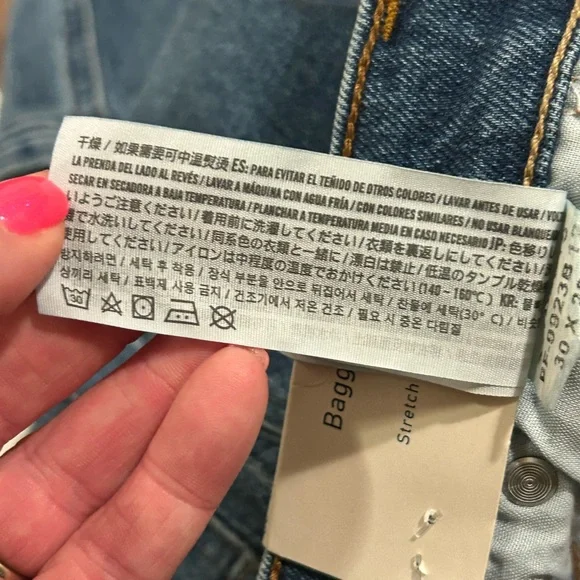 干燥 / 如果需要可中温熨烫 ES: PARA EVITAR EL TEÑIDO DE OTROS COLORES / LAVAR ANTES DE USAR /
LA PRENDA DEL LADO AL REVÉS / LAVAR A MÁQUINA CON AGUA FRÍA / CON COLORES SIMILARES / NO USAR BLANQUEA
SECAR EN SECADORA A BAJA TEMPERATURA / PLANCHAR A TEMPERATURA MEDIA EN CASO NECESARIO JP: 色移り
いようご注意ください / 着用前に洗濯してください / 衣類を裏返しにしてください /
水洗いしてください / 同系色の衣類と一緒に / 漂白は禁止 / 低温のタンブル乾燥
使用してください / アイロンは中程度の温度でおかけください (140 – 160℃) KR:
방지하려면 / 세탁 후 착용 / 장식 부분을 안으로 뒤집어서 세탁 / 찬물에 세탁(30° C) /
상끼리 세탁 / 표백제 사용 금지 / 건조기에서 저온 건조 / 필요 시 중온 다림질
30
Bagg
Stretch
30 X